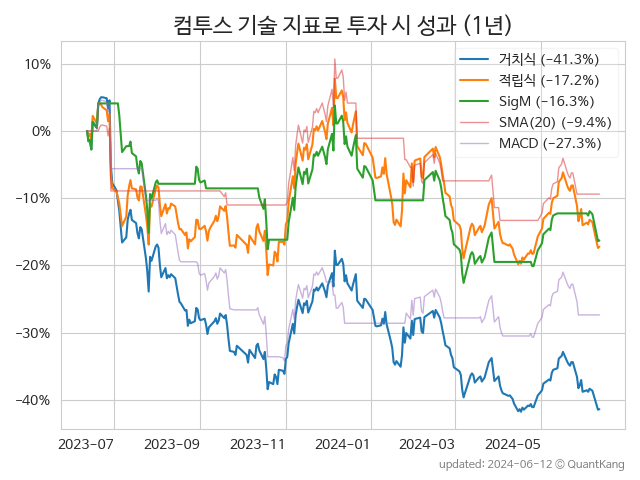 컴투스 기술 지표로 투자 시 성과 (1년)
거치식 (−41.3%)
적립식 (−17.2%)
SigM (−16.3%)
SMA(20) (−9.4%)
MACD (−27.3%)
10%
0%
−10%
−20%
−30%
−40%
2023−07 2023−09 2023−11 2024−01 2024−03 2024−05
updated: 2024−06−12 © QuantKang